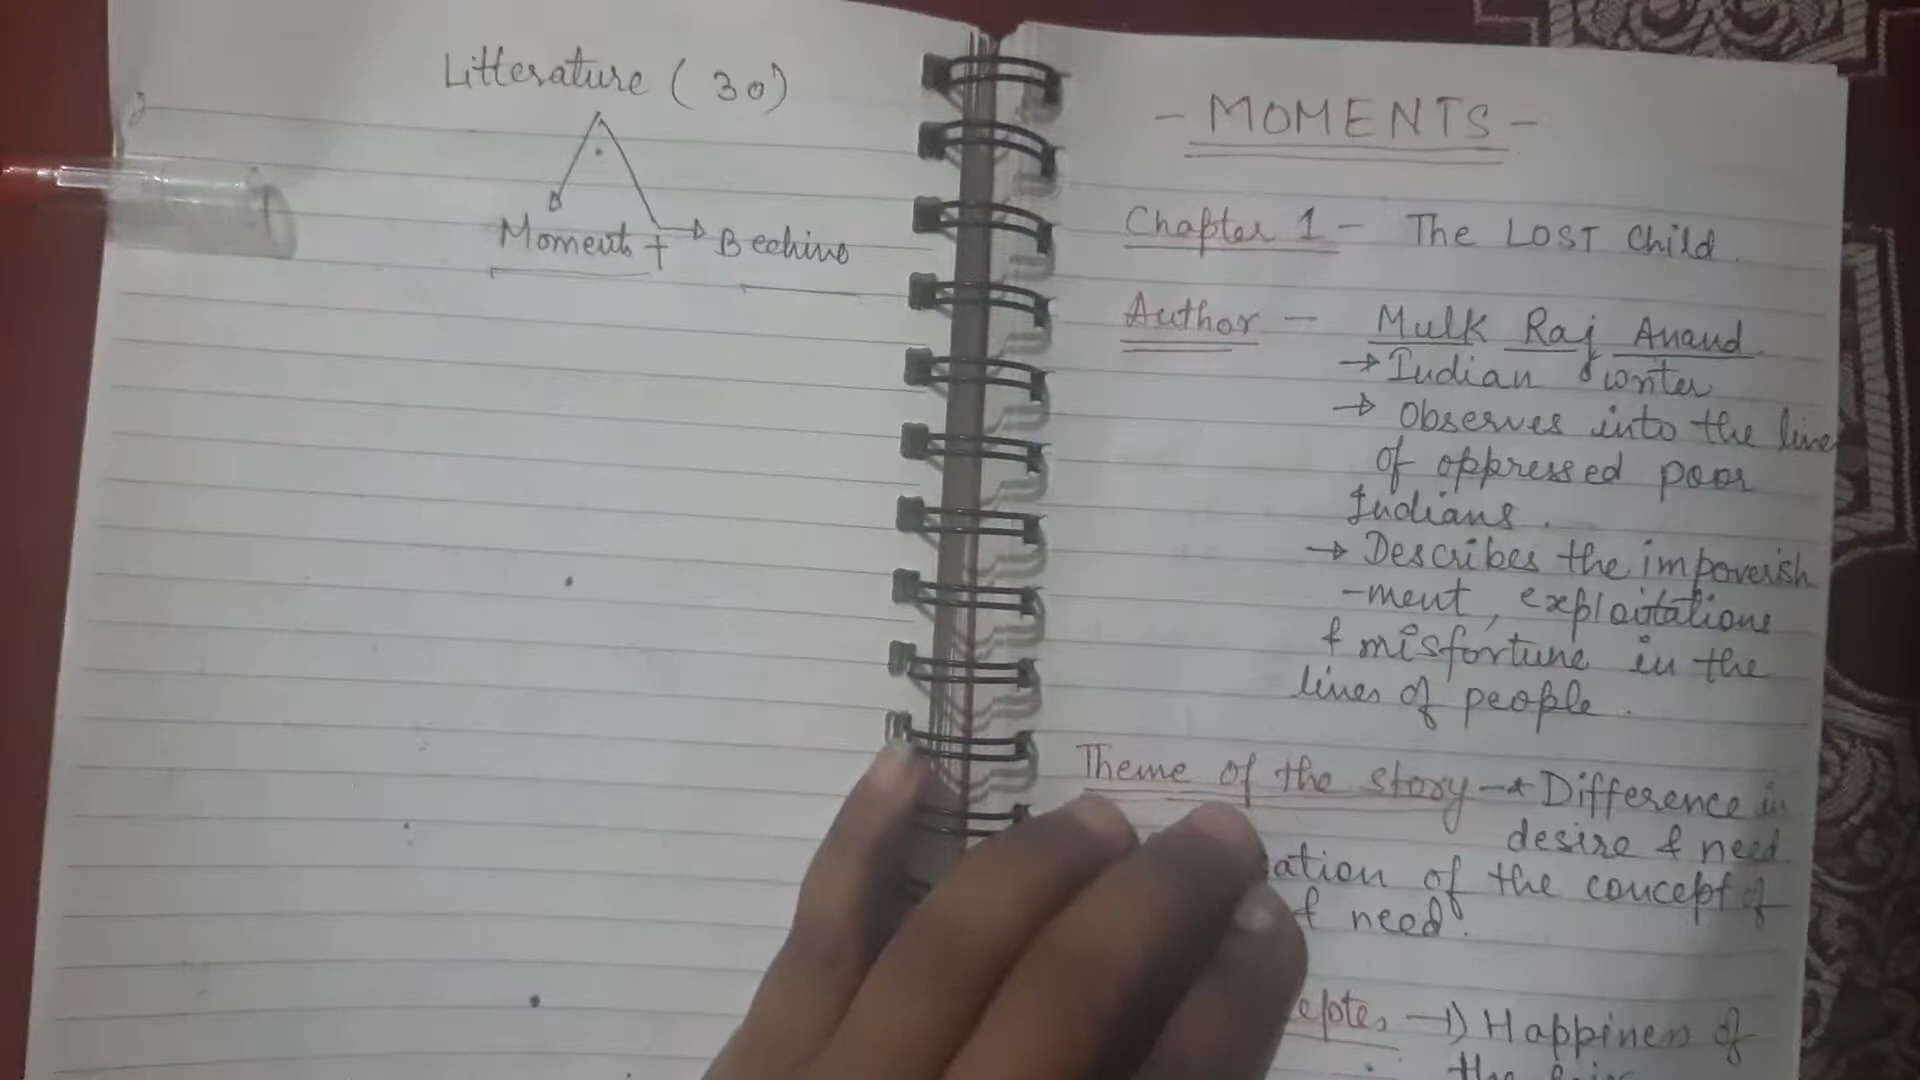 Litterature (30)
Moments + → Beehive
- MOMENTS -
Chapter 1 - The LOST Child
Author - Mulk Raj Anand
→ Indian writer
→ Observes into the lives
of oppressed poor
Indians.
→ Describes the impoverish
-ment, exploitations
& misfortune in the
lives of people.
Theme of the story → Difference in
desire & need.
ation of the concept of
& need.
→ 1) Happiness of